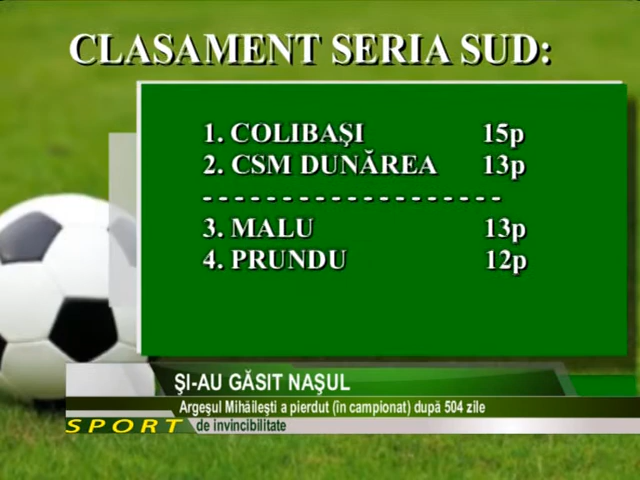 CLASAMENT SERIA SUD:
1. COLIBAŞI 15p
2. CSM DUNĂREA 13p
- - - - - - - - - - - - - - - - - - -
3. MALU 13p
4. PRUNDU 12p
ŞI-AU GĂSIT NAŞUL
Argeşul Mihăileşti a pierdut (în campionat) după 504 zile
SPORT de invincibilitate